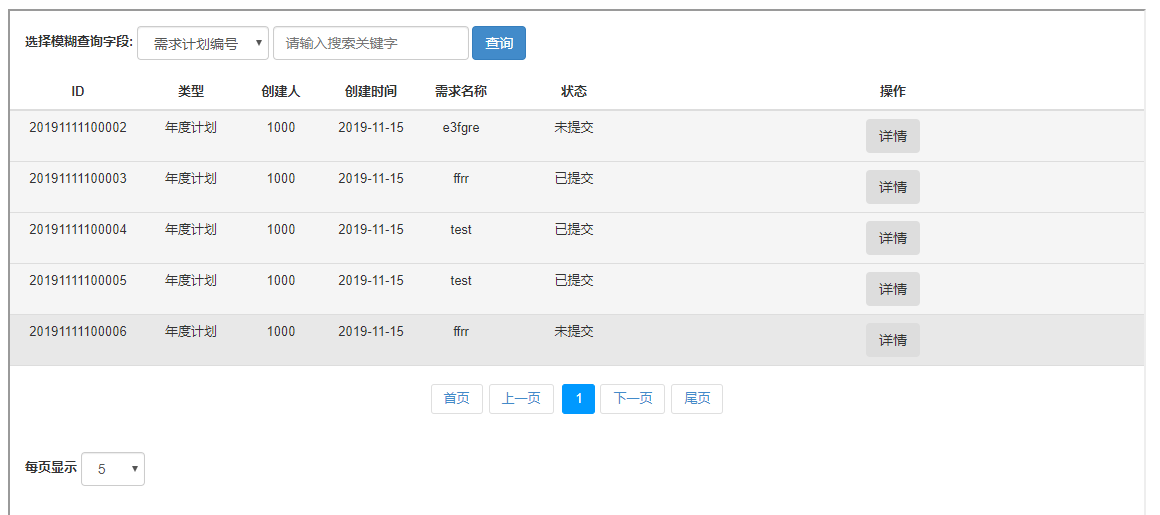 选择模糊查询字段: 需求计划编号 请输入搜索关键字 查询
ID 类型 创建人 创建时间 需求名称 状态 操作
20191111100002 年度计划 1000 2019-11-15 e3fgre 未提交 详情
20191111100003 年度计划 1000 2019-11-15 ffrr 已提交 详情
20191111100004 年度计划 1000 2019-11-15 test 已提交 详情
20191111100005 年度计划 1000 2019-11-15 test 已提交 详情
20191111100006 年度计划 1000 2019-11-15 ffrr 未提交 详情
首页 上一页 1 下一页 尾页
每页显示 5